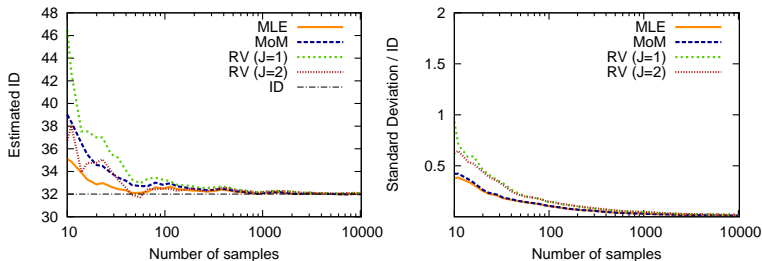 48
46
44
42
40
38
36
34
32
30
Estimated ID
10
100
1000
10000
Number of samples
MLE
MoM
RV (J=1)
RV (J=2)
ID
2
1.5
1
0.5
Standard Deviation / ID
10
100
1000
10000
Number of samples
MLE
MoM
RV (J=1)
RV (J=2)